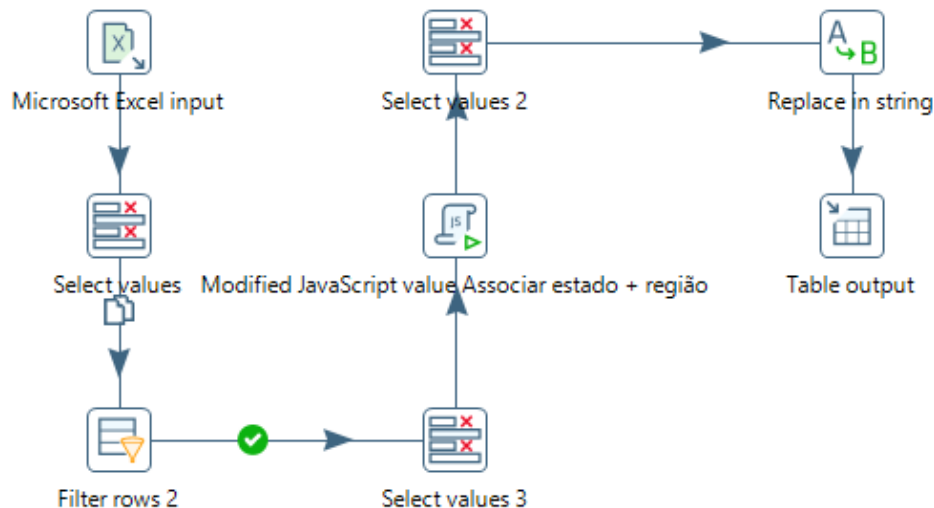 Microsoft Excel input
Select values 2
Replace in string
Select values
Modified JavaScript value Associar estado + região
Table output
Filter rows 2
Select values 3